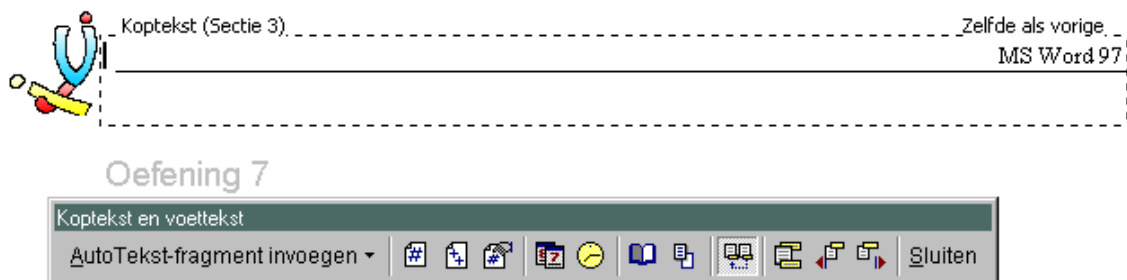 Koptekst (Sectie 3) Zelfde als vorige
MS Word 97
Oefening 7
Koptekst en voettekst
AutoTekst-fragment invoegen Sluiten